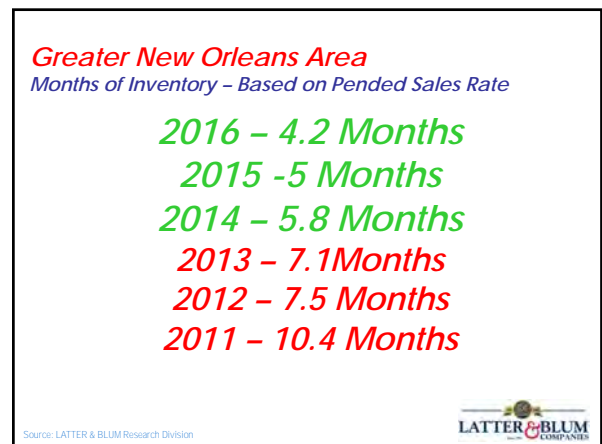 Greater New Orleans Area
Months of Inventory – Based on Pended Sales Rate
2016 – 4.2 Months
2015 -5 Months
2014 – 5.8 Months
2013 – 7.1Months
2012 – 7.5 Months
2011 – 10.4 Months
Source: LATTER & BLUM Research Division
LATTER&BLUM
COMPANIES